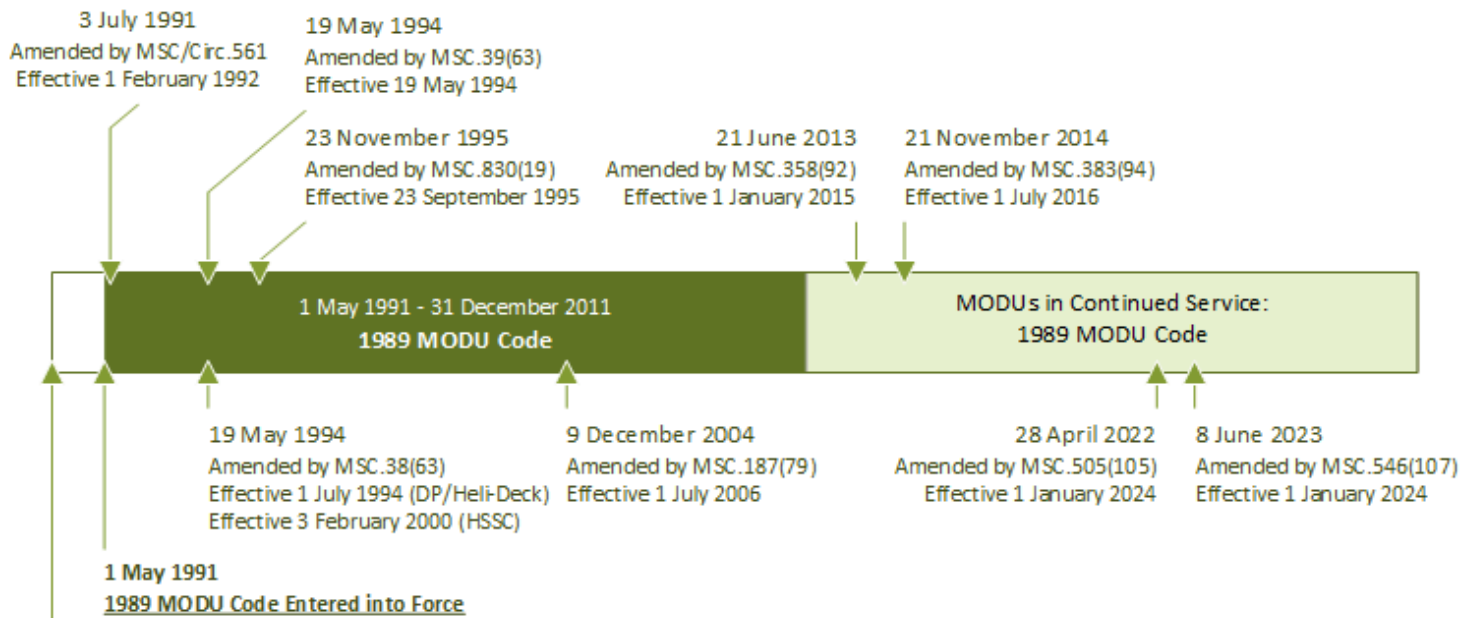 3 July 1991
Amended by MSC/Circ.561
Effective 1 February 1992
19 May 1994
Amended by MSC.39(63)
Effective 19 May 1994
23 November 1995
Amended by MSC.830(19)
Effective 23 September 1995
21 June 2013
Amended by MSC.358(92)
Effective 1 January 2015
21 November 2014
Amended by MSC.383(94)
Effective 1 July 2016
1 May 1991 - 31 December 2011
1989 MODU Code
MODUs in Continued Service:
1989 MODU Code
19 May 1994
Amended by MSC.38(63)
Effective 1 July 1994 (DP/Heli-Deck)
Effective 3 February 2000 (HSSC)
9 December 2004
Amended by MSC.187(79)
Effective 1 July 2006
28 April 2022
Amended by MSC.505(105)
Effective 1 January 2024
8 June 2023
Amended by MSC.546(107)
Effective 1 January 2024
1 May 1991
1989 MODU Code Entered into Force